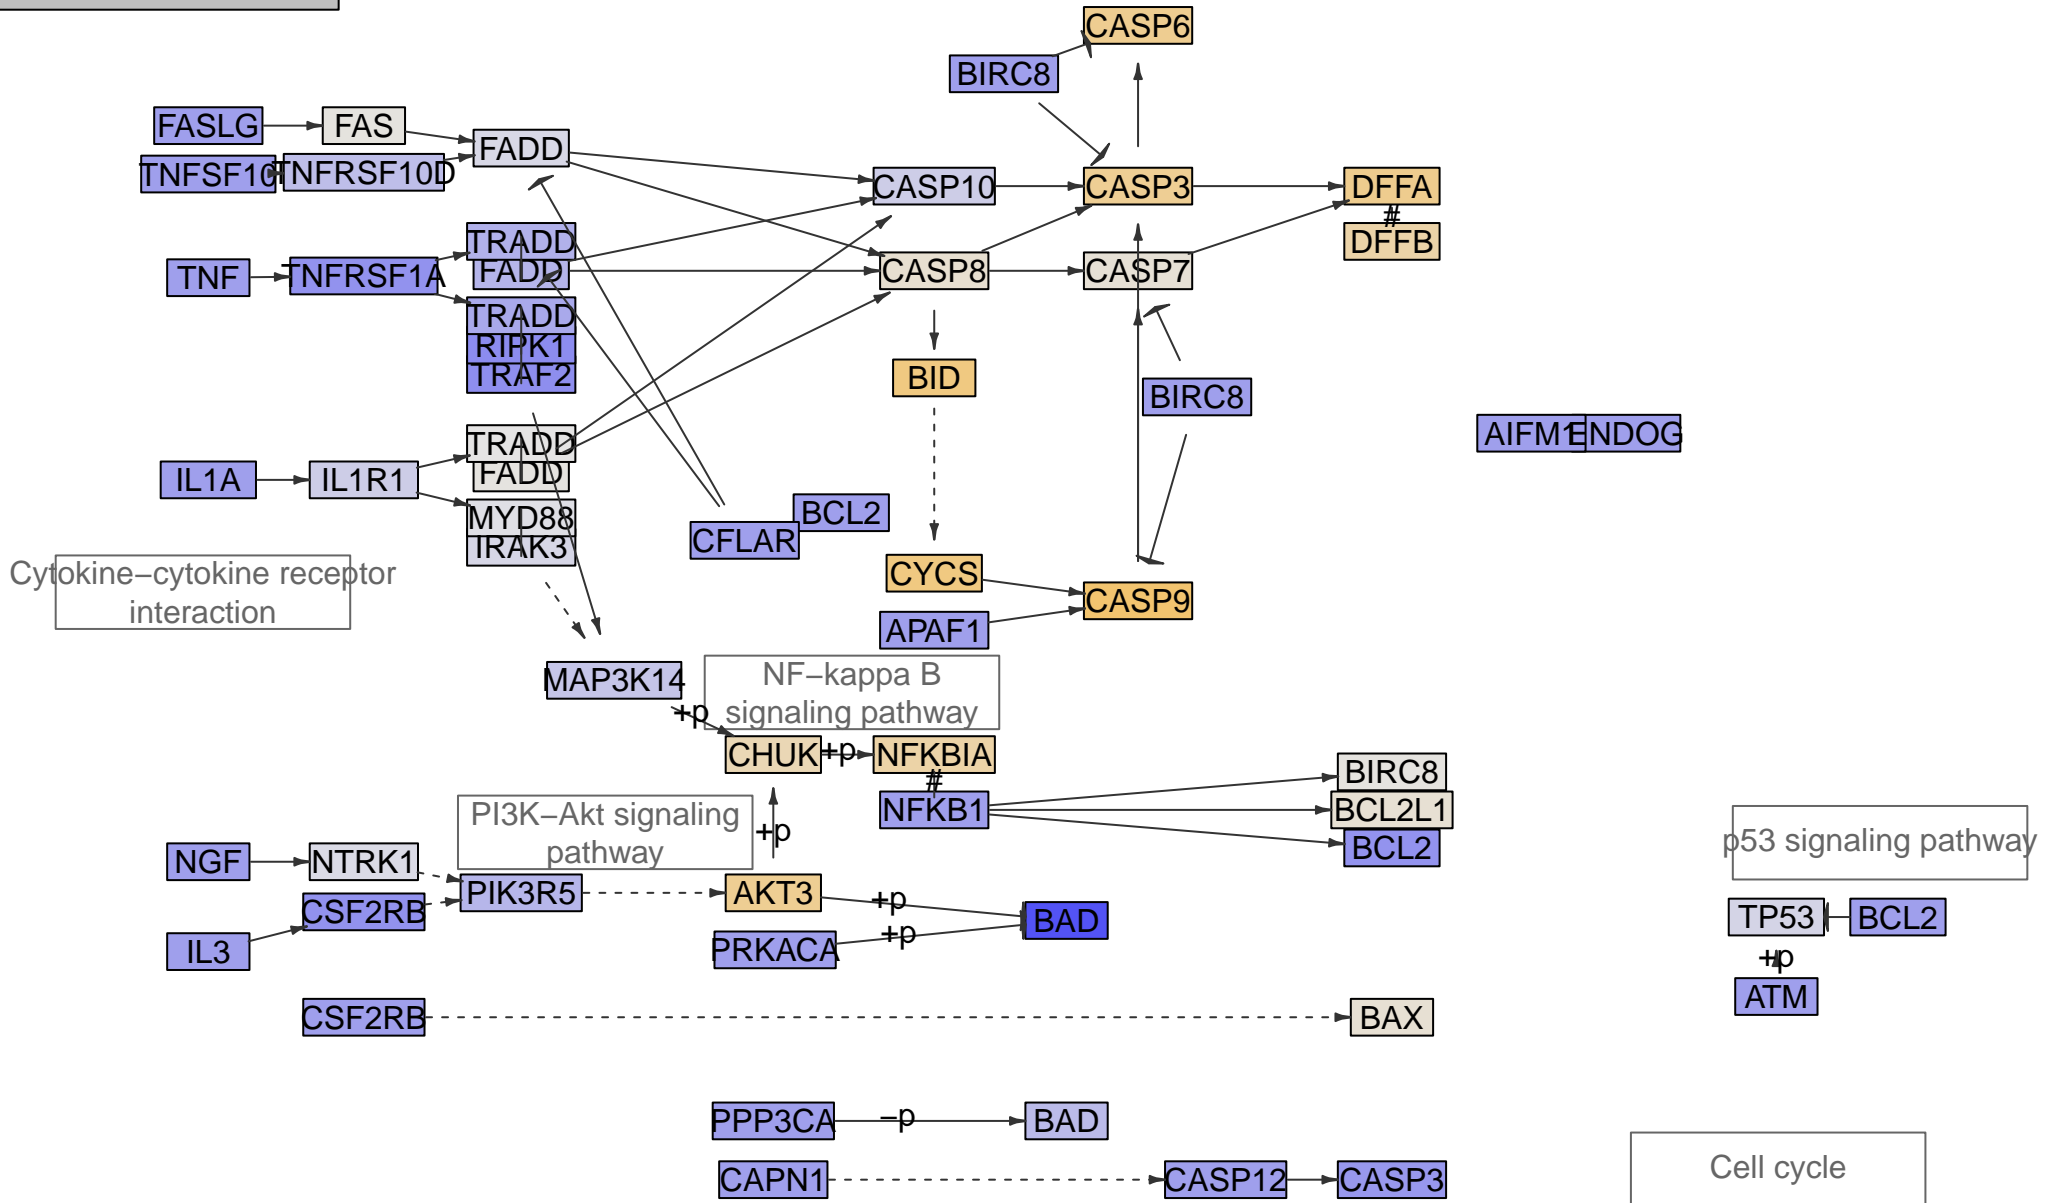 CASP6
BIRC8
FASLG
FAS
FADD
TNFSF10
TNFRSF10D
CASP10
CASP3
DFFA
#
DFFB
TRADD
FADD
TNF
TNFRSF1A
CASP8
CASP7
TRADD
RIPK1
TRAF2
BID
BIRC8
AIFM1
ENDOG
TRADD
FADD
IL1A
IL1R1
MYD88
IRAK3
BCL2
CFLAR
CYCS
CASP9
APAF1
Cytokine−cytokine receptor
interaction
MAP3K14
NF−kappa B
signaling pathway
+p
CHUK
+p
NFKBIA
#
NFKB1
BIRC8
BCL2L1
BCL2
PI3K−Akt signaling
pathway
+p
p53 signaling pathway
NGF
NTRK1
CSF2RB
PIK3R5
AKT3
+p
BAD
TP53
BCL2
IL3
PRKACA
+p
+p
ATM
CSF2RB
BAX
PPP3CA
−p
BAD
CAPN1
CASP12
CASP3
Cell cycle